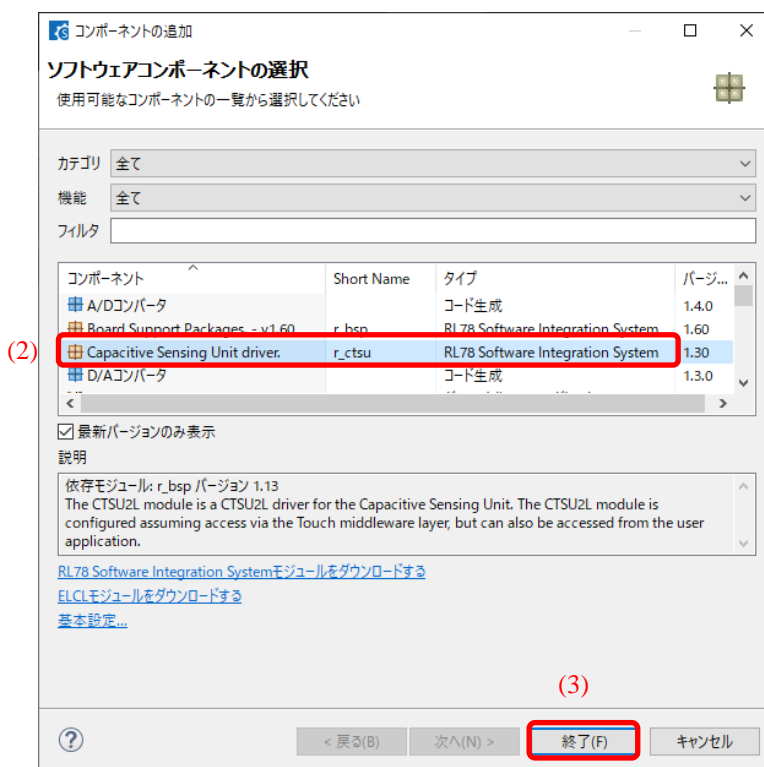 コンポーネントの追加
ソフトウェアコンポーネントの選択
使用可能なコンポーネントの一覧から選択してください
カテゴリ 全て
機能 全て
フィルタ
コンポーネント Short Name タイプ バージ...
A/Dコンバータ コード生成 1.4.0
Board Support Packages. - v1.60 r_bsp RL78 Software Integration System 1.60
(2) Capacitive Sensing Unit driver. r_ctsu RL78 Software Integration System 1.30
D/Aコンバータ コード生成 1.3.0
最新バージョンのみ表示
説明
依存モジュール: r_bsp バージョン 1.13
The CTSU2L module is a CTSU2L driver for the Capacitive Sensing Unit. The CTSU2L module is
configured assuming access via the Touch middleware layer, but can also be accessed from the user
application.
RL78 Software Integration Systemモジュールをダウンロードする
ELCLモジュールをダウンロードする
基本設定...
(3)
< 戻る(B) 次へ(N) > 終了(F) キャンセル